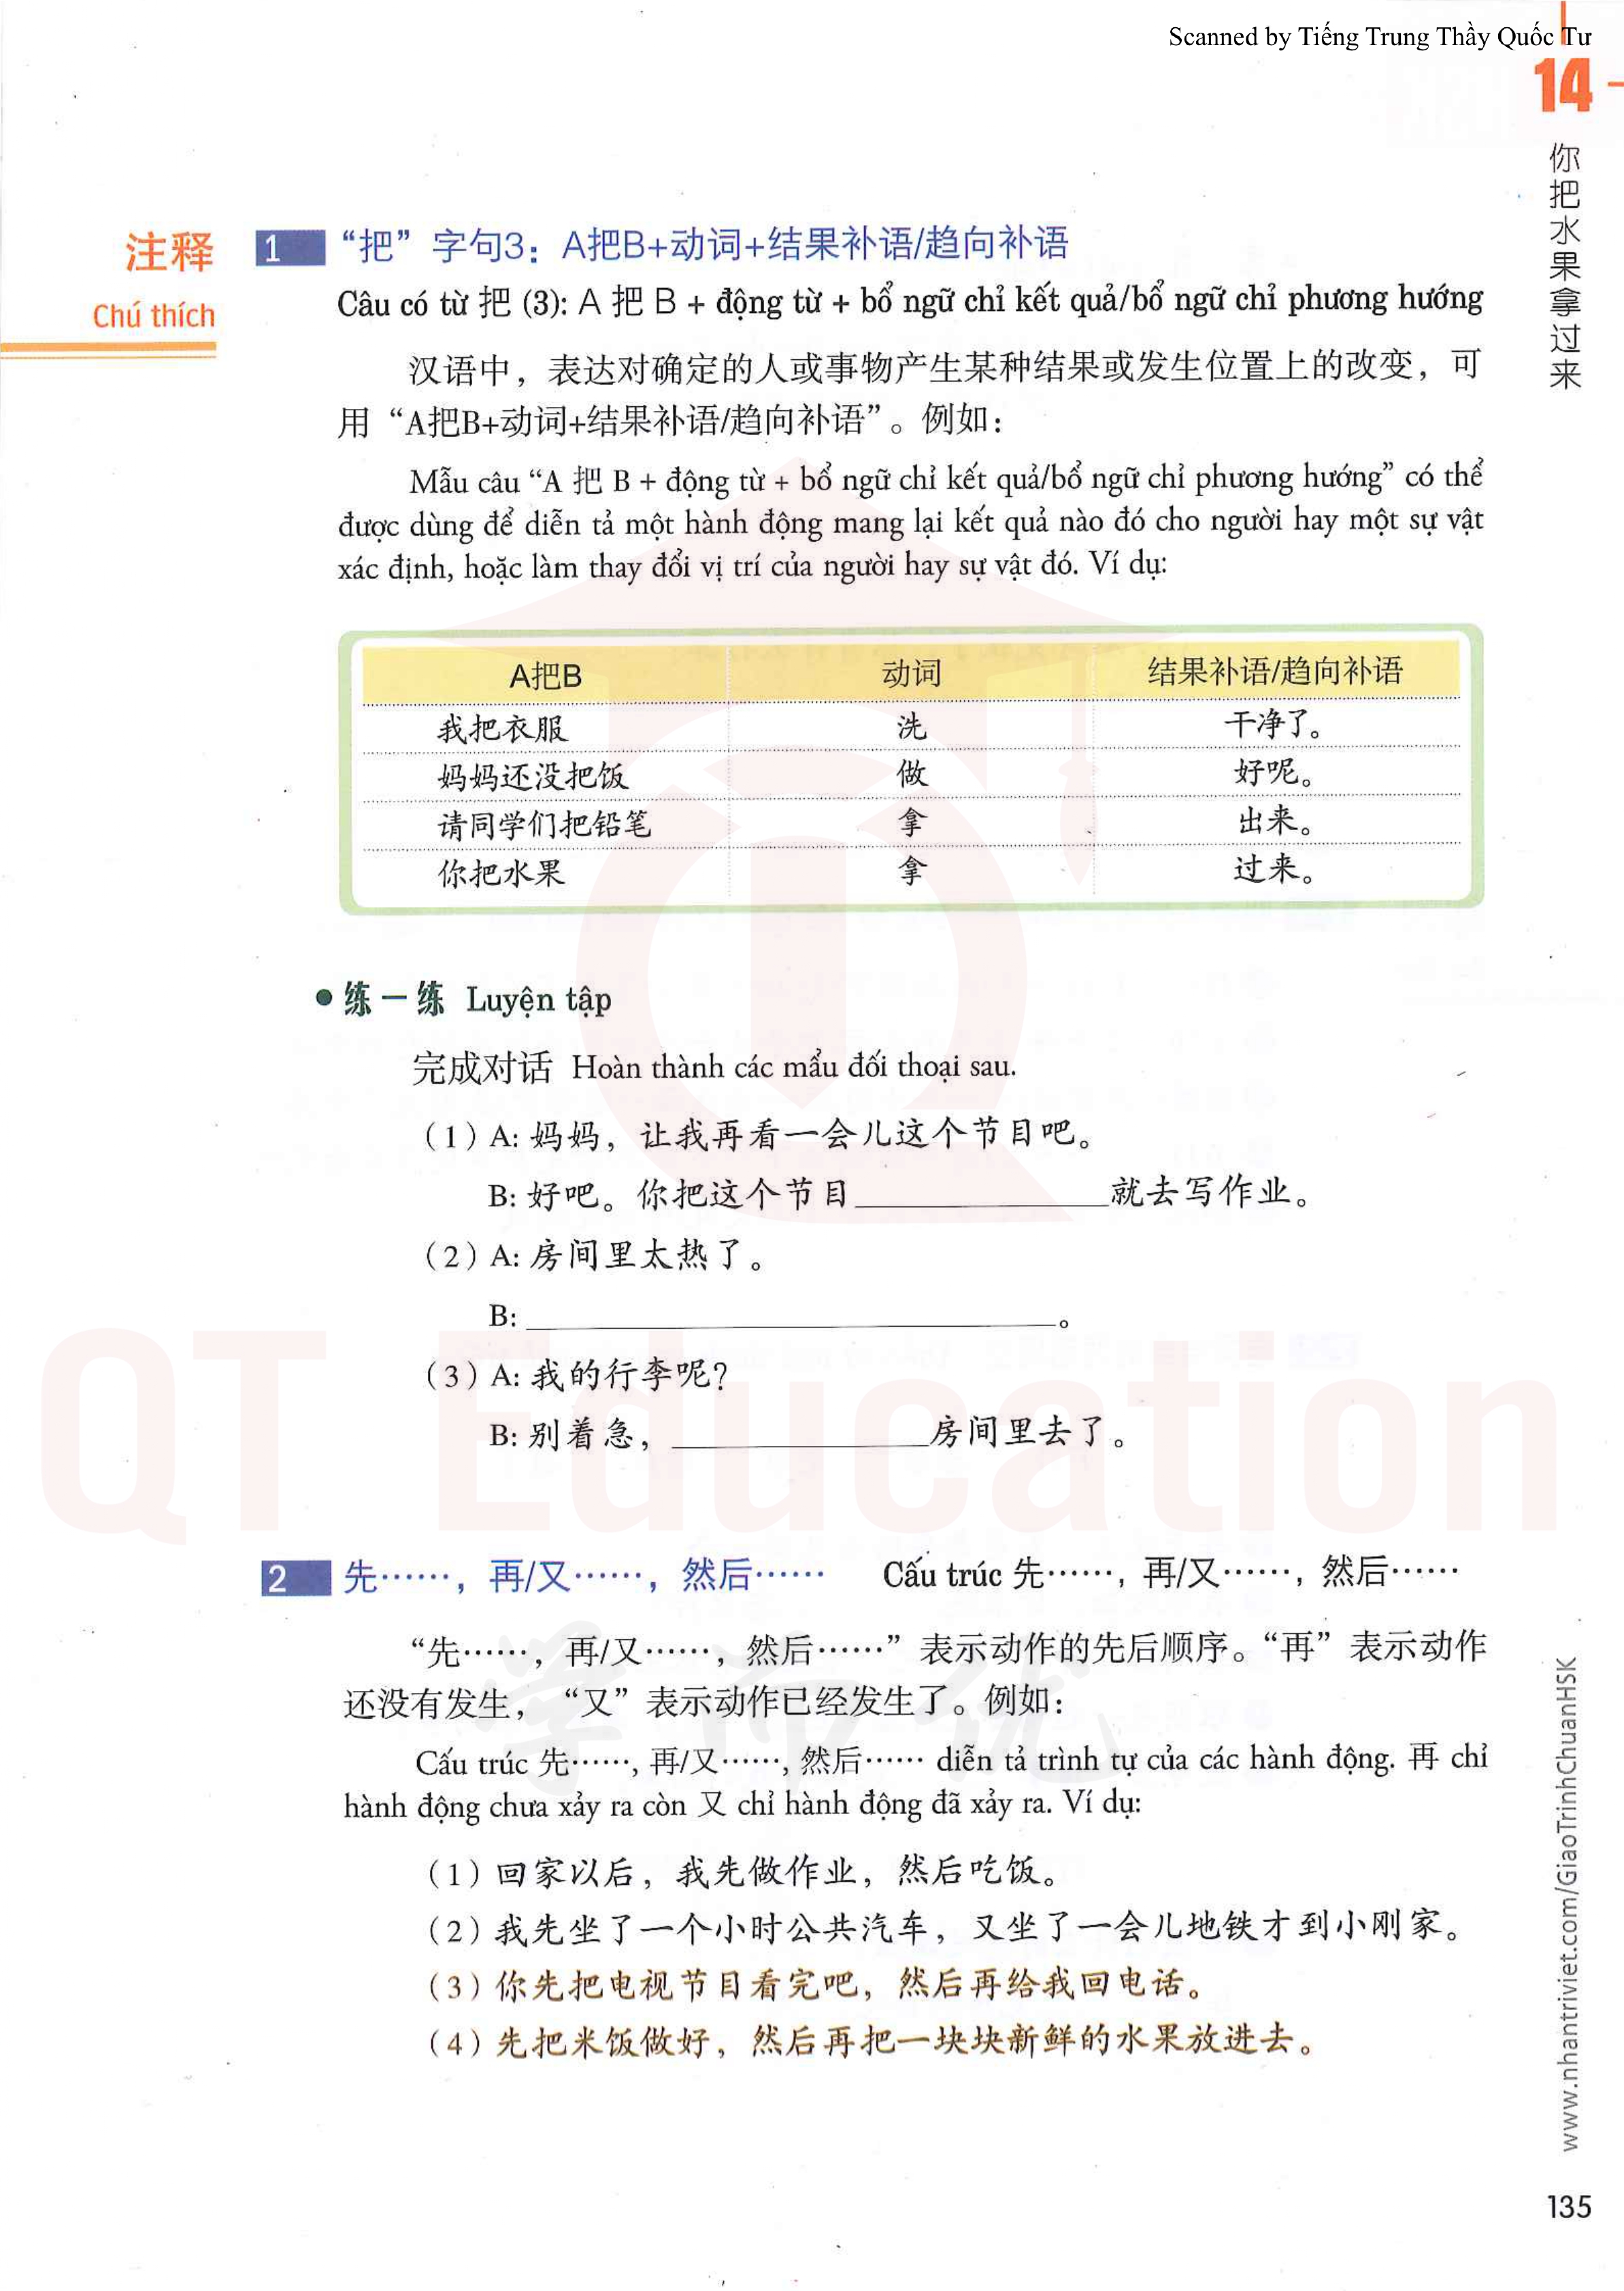 Scanned by Tiếng Trung Thầy Quốc Tư
14
你把水果拿过来
注释
Chú thích
1 “把”字句3：A把B+动词+结果补语/趋向补语
Câu có từ 把 (3): A 把 B + động từ + bổ ngữ chỉ kết quả/bổ ngữ chỉ phương hướng
汉语中，表达对确定的人或事物产生某种结果或发生位置上的改变，可
用“A把B+动词+结果补语/趋向补语”。例如：
Mẫu câu “A 把 B + động từ + bổ ngữ chỉ kết quả/bổ ngữ chỉ phương hướng” có thể
được dùng để diễn tả một hành động mang lại kết quả nào đó cho người hay một sự vật
xác định, hoặc làm thay đổi vị trí của người hay sự vật đó. Ví dụ:
A把B 动词 结果补语/趋向补语
我把衣服 洗 干净了。
妈妈还没把饭 做 好呢。
请同学们把铅笔 拿 出来。
你把水果 拿 过来。
• 练一练 Luyện tập
完成对话 Hoàn thành các mẩu đối thoại sau.
（1）A: 妈妈，让我再看一会儿这个节目吧。
B: 好吧。你把这个节目____________就去写作业。
（2）A: 房间里太热了。
B: ____________________。
（3）A: 我的行李呢？
B: 别着急，____________房间里去了。
2 先……，再/又……，然后…… Cấu trúc 先……，再/又……，然后……
“先……，再/又……，然后……”表示动作的先后顺序。“再”表示动作
还没有发生，“又”表示动作已经发生了。例如：
Cấu trúc 先……, 再/又……, 然后…… diễn tả trình tự của các hành động. 再 chỉ
hành động chưa xảy ra còn 又 chỉ hành động đã xảy ra. Ví dụ:
（1）回家以后，我先做作业，然后吃饭。
（2）我先坐了一个小时公共汽车，又坐了一会儿地铁才到小刚家。
（3）你先把电视节目看完吧，然后再给我回电话。
（4）先把米饭做好，然后再把一块块新鲜的水果放进去。
QT Education
www.nhantriviet.com/GiaoTrinhChuanHSK
135